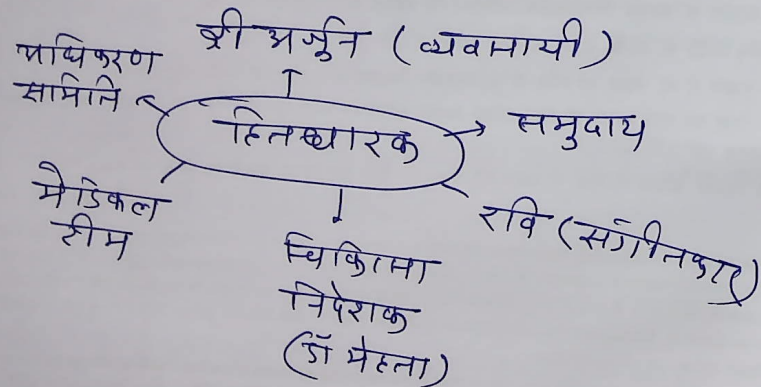 श्री अर्जुन (व्यवसायी)
प्राधिकरण
समिति
हितधारक
समुदाय
मेडिकल
टीम
रवि (संगीतकार)
चिकित्सा
निदेशक
(डॉ मेहता)